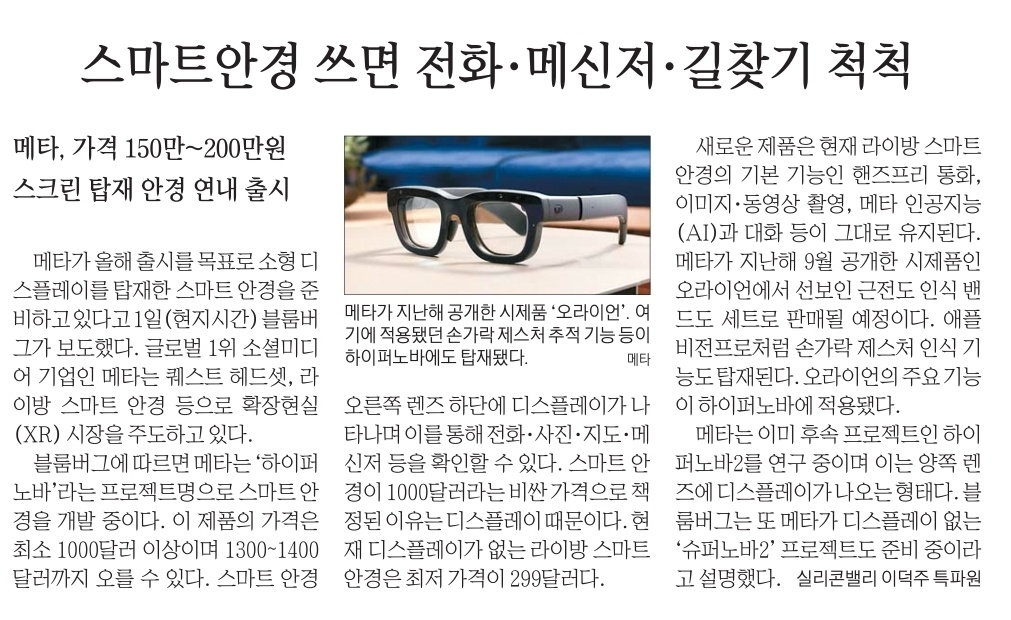 스마트안경 쓰면 전화·메신저·길찾기 척척
메타, 가격 150만~200만원
스크린 탑재 안경 연내 출시
메타가 올해 출시를 목표로 소형 디
스플레이를 탑재한 스마트 안경을 준
비하고 있다고 1일(현지시간) 블룸버
그가 보도했다. 글로벌 1위 소셜미디
어 기업인 메타는 퀘스트 헤드셋, 라
이방 스마트 안경 등으로 확장현실
(XR) 시장을 주도하고 있다.
블룸버그에 따르면 메타는 ‘하이퍼
노바’라는 프로젝트명으로 스마트 안
경을 개발 중이다. 이 제품의 가격은
최소 1000달러 이상이며 1300~1400
달러까지 오를 수 있다. 스마트 안경
메타가 지난해 공개한 시제품 ‘오라이언’. 여
기에 적용됐던 손가락 제스처 추적 기능 등이
하이퍼노바에도 탑재됐다. 메타
오른쪽 렌즈 하단에 디스플레이가 나
타나며 이를 통해 전화·사진·지도·메
신저 등을 확인할 수 있다. 스마트 안
경이 1000달러라는 비싼 가격으로 책
정된 이유는 디스플레이 때문이다. 현
재 디스플레이가 없는 라이방 스마트
안경은 최저 가격이 299달러다.
새로운 제품은 현재 라이방 스마트
안경의 기본 기능인 핸즈프리 통화,
이미지·동영상 촬영, 메타 인공지능
(AI)과 대화 등이 그대로 유지된다.
메타가 지난해 9월 공개한 시제품인
오라이언에서 선보인 근전도 인식 밴
드도 세트로 판매될 예정이다. 애플
비전프로처럼 손가락 제스처 인식 기
능도 탑재된다. 오라이언의 주요 기능
이 하이퍼노바에 적용됐다.
메타는 이미 후속 프로젝트인 하이
퍼노바2를 연구 중이며 이는 양쪽 렌
즈에 디스플레이가 나오는 형태다. 블
룸버그는 또 메타가 디스플레이 없는
‘슈퍼노바2’ 프로젝트도 준비 중이라
고 설명했다. 실리콘밸리 이덕주 특파원